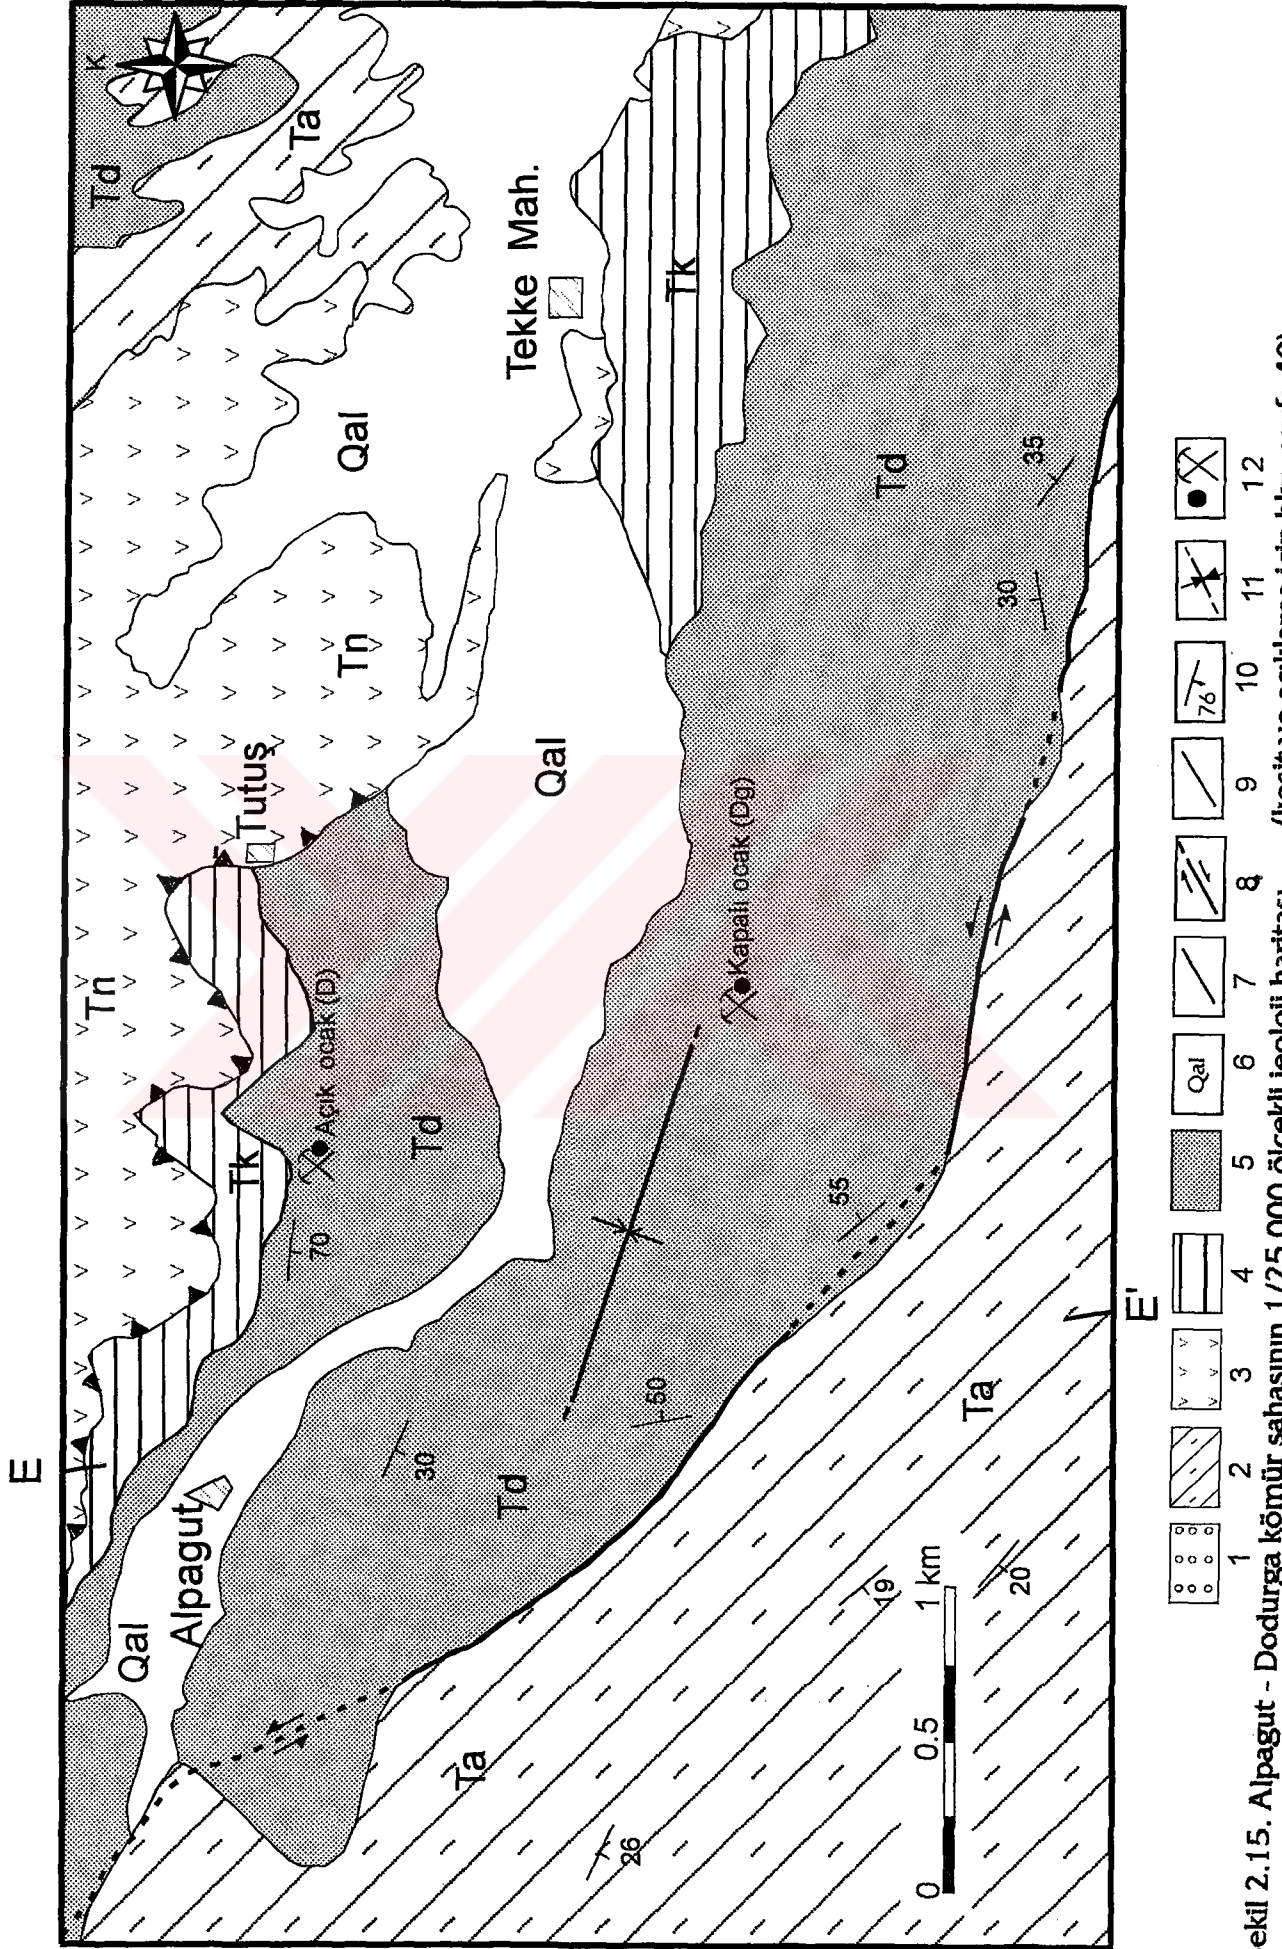 E
K
Td
Ta
Tn
Tn
Tutuş
Tk
Açık ocak (D)
Qal
Alpagut
Td
Qal
Tekke Mah.
Tk
Qal
Td
30
70
50
55
Kapalı ocak (Dg)
Td
30
35
Ta
Ta
26
19
20
0 0.5 1 km
E'
Qal
76
1 2 3 4 5 6 7 8 9 10 11 12
ekil 2.15. Alpagut - Dodurga kömür sahasının 1/25.000 ölçekli jeoloji haritası